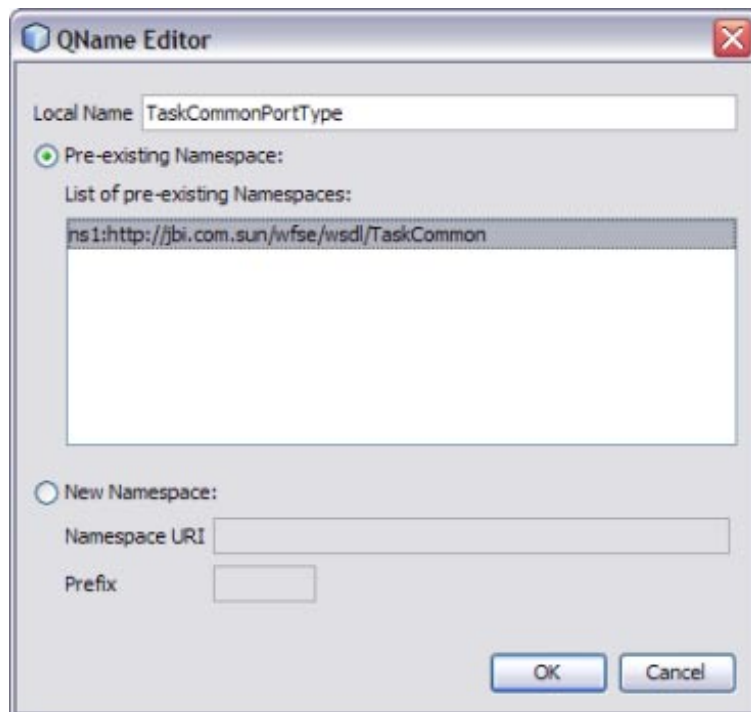 QName Editor
Local Name TaskCommonPortType
Pre-existing Namespace:
List of pre-existing Namespaces:
ns1:http://jbi.com.sun/wfse/wsdl/TaskCommon
New Namespace:
Namespace URI
Prefix
OK Cancel